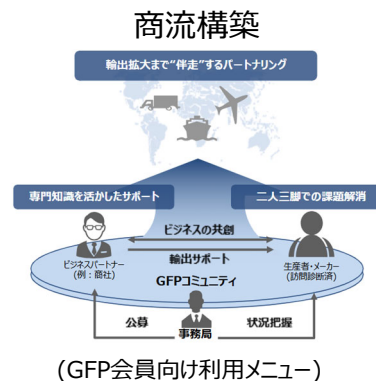 商流構築
輸出拡大まで“伴走”するパートナリング
専門知識を活かしたサポート
二人三脚での課題解消
ビジネスの共創
輸出サポート
ビジネスパートナー
(例:商社)
生産者・メーカー
(訪問診断済)
GFPコミュニティ
公募
事務局
状況把握
(GFP会員向け利用メニュー)